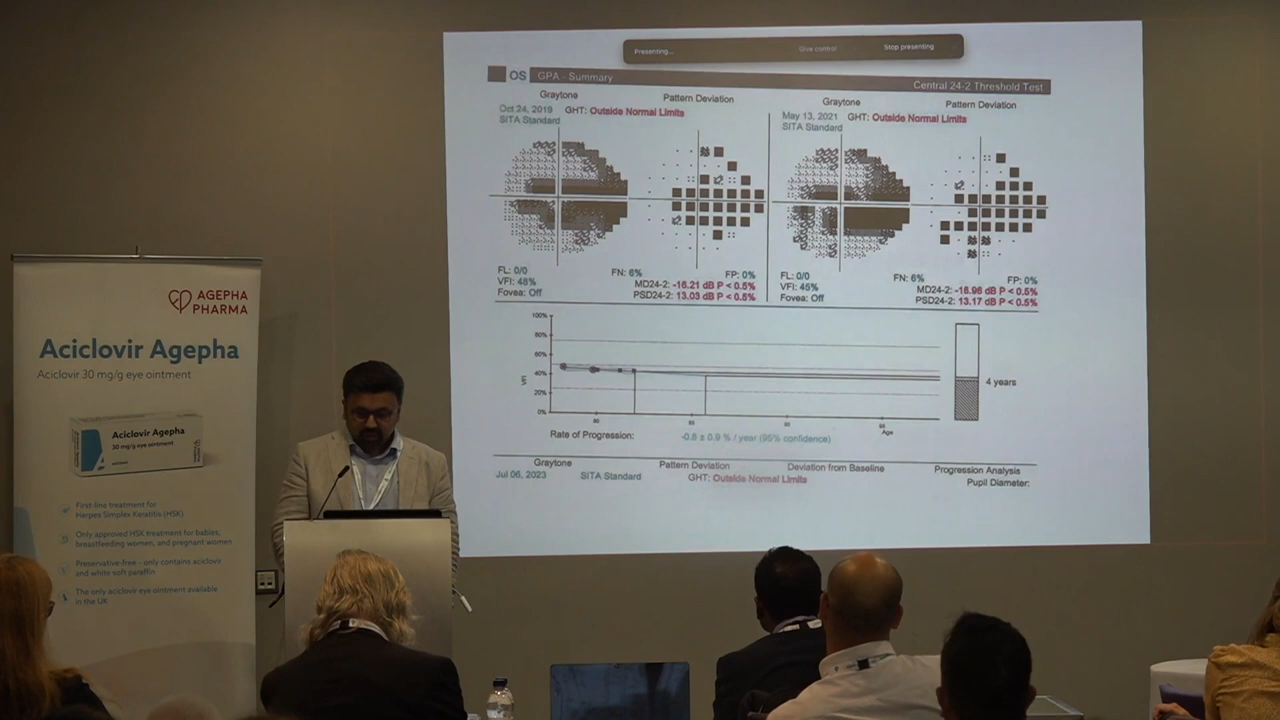 Presenting...
Give control
Stop presenting
OS
GPA - Summary
Central 24-2 Threshold Test
Graytone
Pattern Deviation
Oct 24, 2019
GHT: Outside Normal Limits
SITA Standard
Graytone
Pattern Deviation
May 13, 2021
GHT: Outside Normal Limits
SITA Standard
FL: 0/0
FN: 6%
FP: 0%
VFI: 48%
MD24-2: -16.21 dB P < 0.5%
Fovea: Off
PSD24-2: 13.03 dB P < 0.5%
FL: 0/0
FN: 6%
FP: 0%
VFI: 45%
MD24-2: -16.96 dB P < 0.5%
Fovea: Off
PSD24-2: 13.17 dB P < 0.5%
100%
80%
60%
40%
20%
0%
VFI
Age
4 years
Rate of Progression:
-0.8 ± 0.9 % / year (95% confidence)
Graytone
Pattern Deviation
Deviation from Baseline
Progression Analysis
Jul 06, 2023
SITA Standard
GHT: Outside Normal Limits
Pupil Diameter:
AGEPHA
PHARMA
Aciclovir Agepha
Aciclovir 30 mg/g eye ointment
Aciclovir Agepha
30 mg/g eye ointment
First-line treatment for
Herpes Simplex Keratitis (HSK)
Only approved HSK treatment for babies,
breastfeeding women, and pregnant women
Preservative-free - only contains aciclovir
and white soft paraffin
The only aciclovir eye ointment available
in the UK